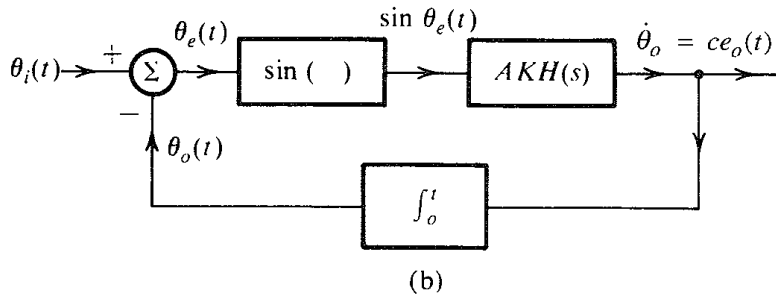 θ_i(t)
+
Σ
−
θ_e(t)
sin ( )
sin θ_e(t)
AKH(s)
θ̇_o = ce_o(t)
θ_o(t)
∫_o^t
(b)